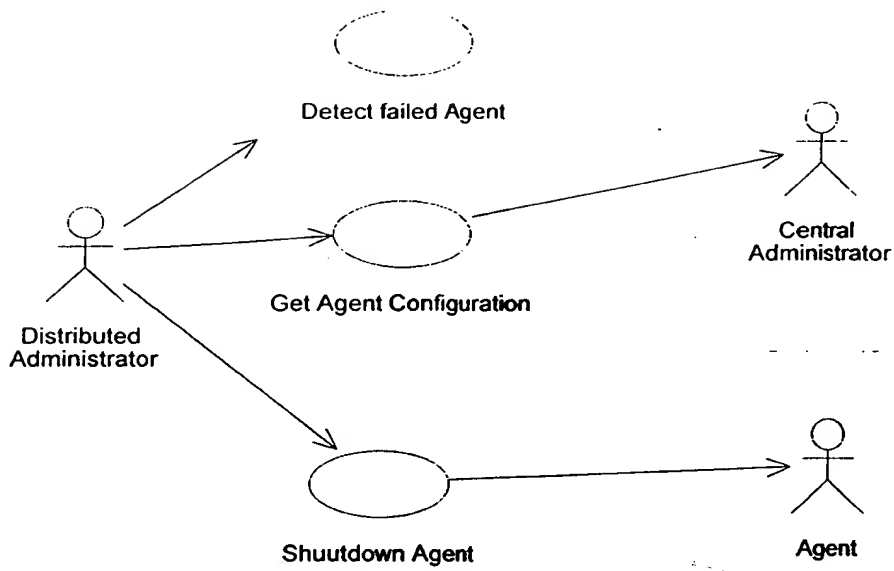 Detect failed Agent
Central
Administrator
Get Agent Configuration
Distributed
Administrator
Shuutdown Agent
Agent